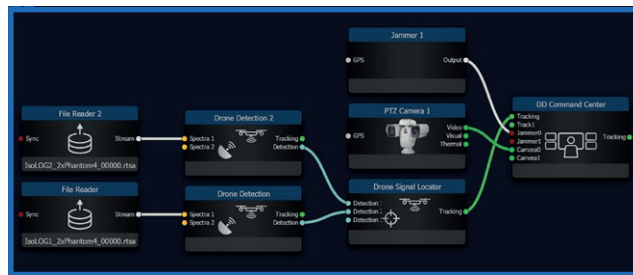 Jammer 1
GPS
Output
File Reader 2
Sync
Stream
IsoLOG2_2xPhantom4_00000.rtsa
Drone Detection 2
Spectra 1
Spectra 2
Tracking
Detection
PTZ Camera 1
GPS
Video
Visual
Thermal
DD Command Center
Tracking
Track1
Jammer0
Jammer1
Camera0
Camera1
Tracking
File Reader
Sync
Stream
IsoLOG1_2xPhantom4_00000.rtsa
Drone Detection
Spectra 1
Spectra 2
Tracking
Detection
Drone Signal Locator
Detection :
Detection :
Detection :
Tracking